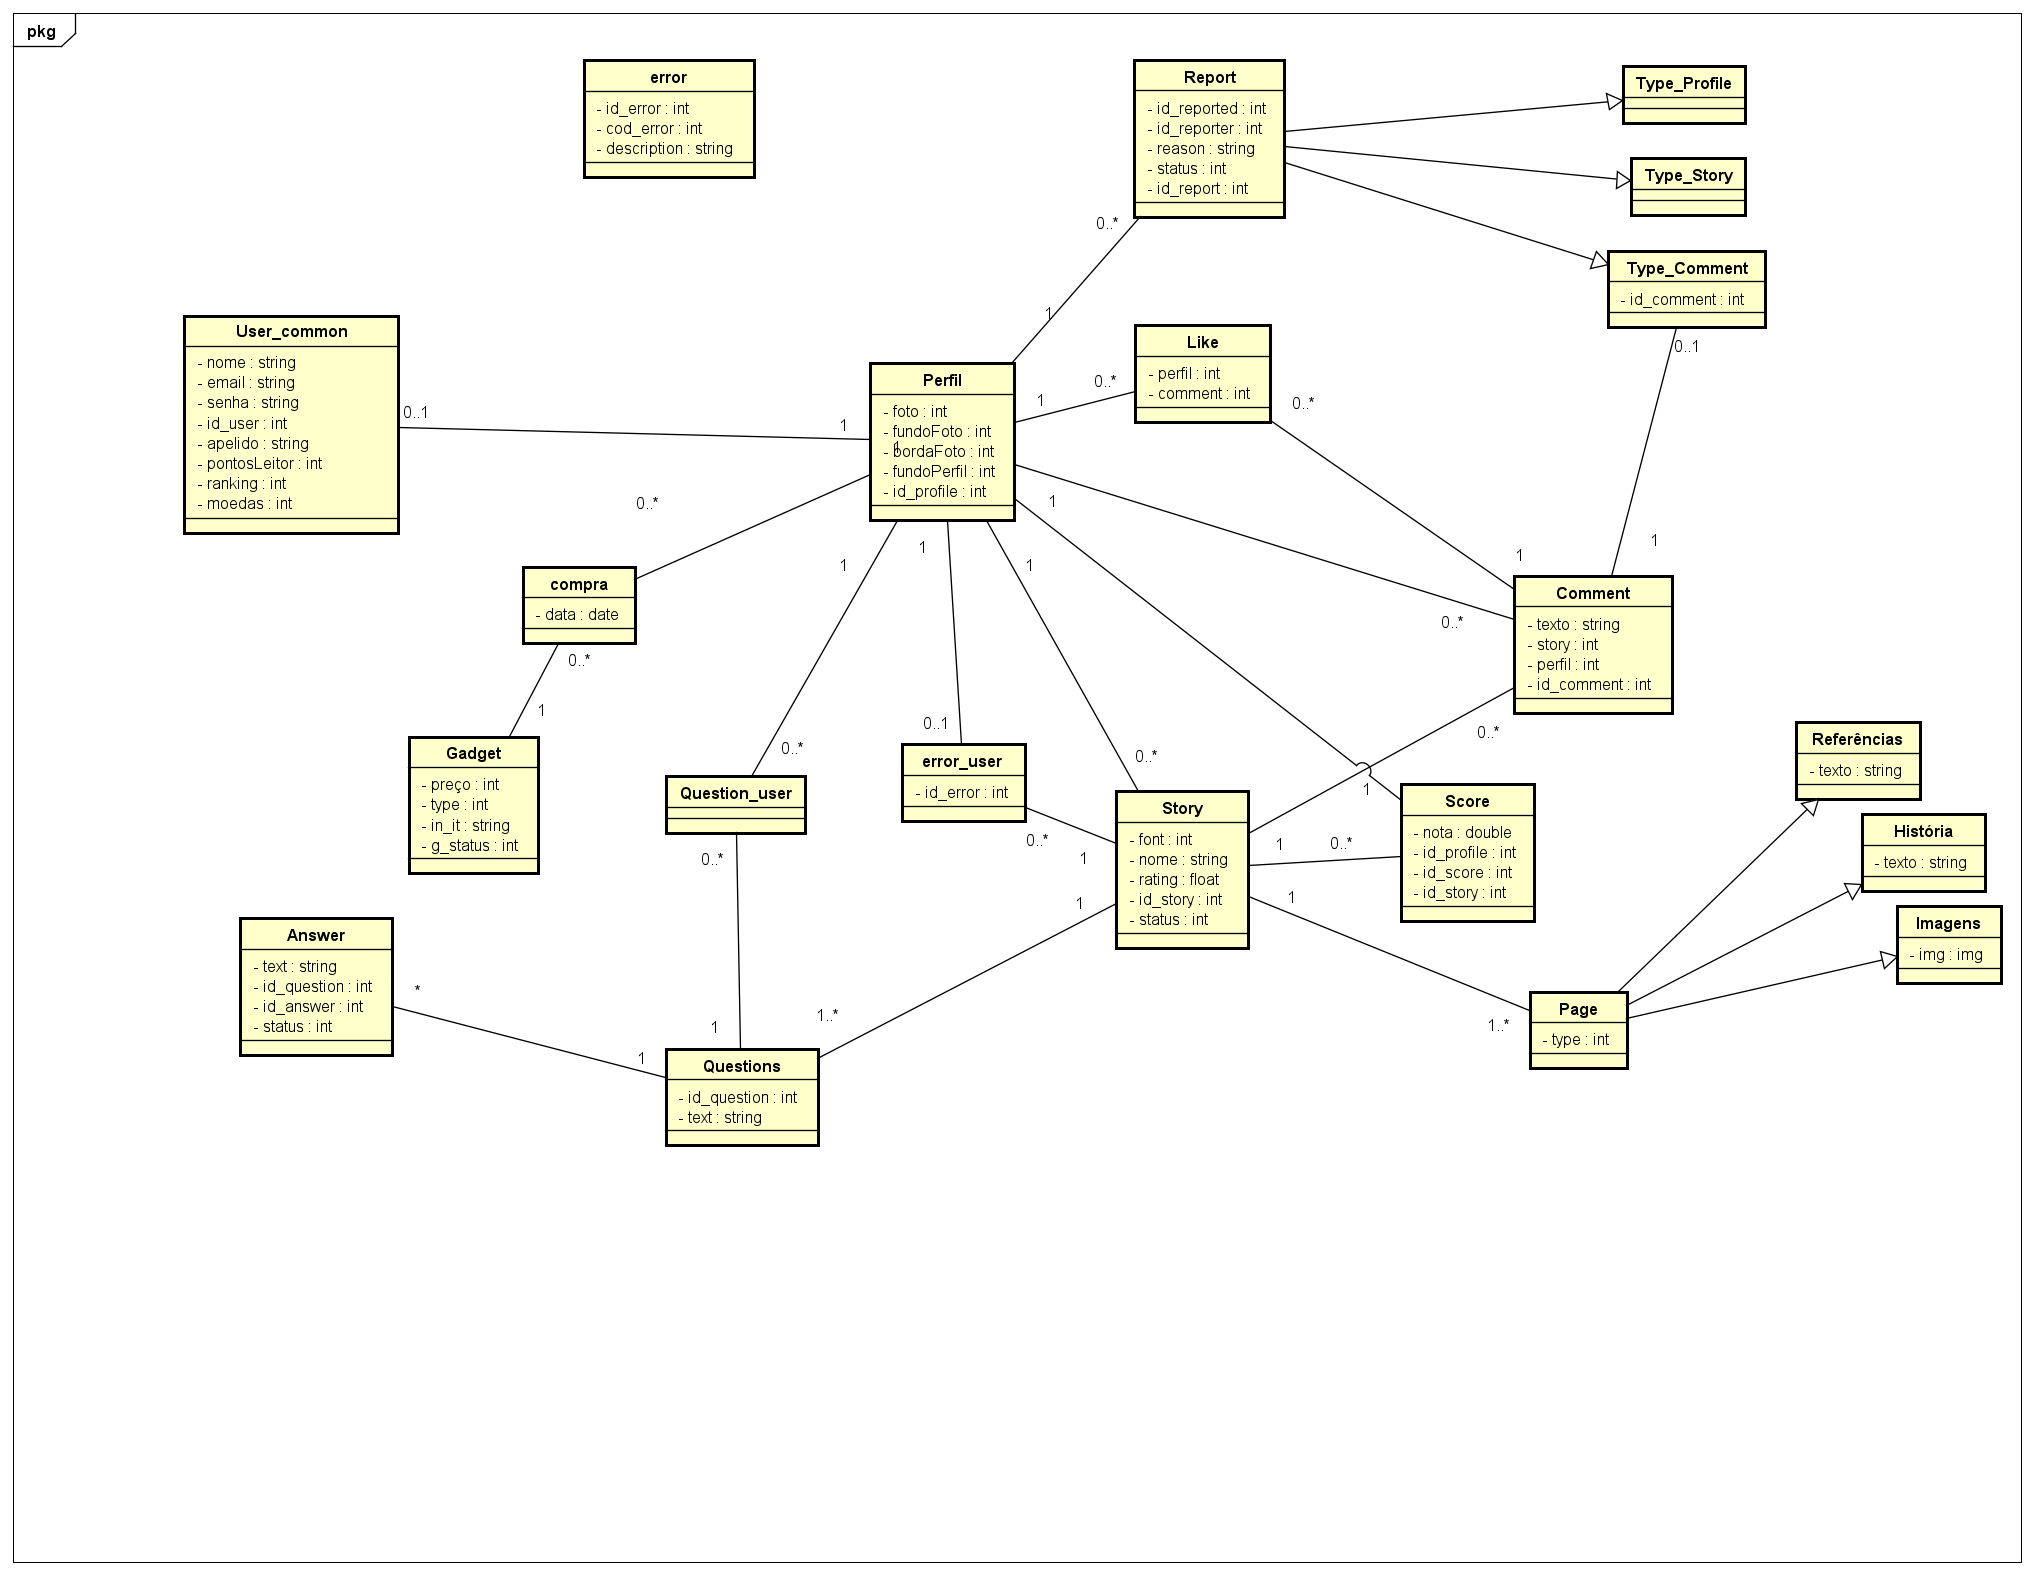 pkg
error
- id_error : int
- cod_error : int
- description : string
Report
- id_reported : int
- id_reporter : int
- reason : string
- status : int
- id_report : int
Type_Profile
Type_Story
Type_Comment
- id_comment : int
0..*
1
0..1
User_common
- nome : string
- email : string
- senha : string
- id_user : int
- apelido : string
- pontosLeitor : int
- ranking : int
- moedas : int
0..1
1
Perfil
- foto : int
- fundoFoto : int
- bordaFoto : int
- fundoPerfil : int
- id_profile : int
1
1
0..*
Like
- perfil : int
- comment : int
0..*
1
0..*
1
1
compra
- data : date
0..*
1
Gadget
- preço : int
- type : int
- in_it : string
- g_status : int
1
1
1
0..*
0..1
0..*
Comment
- texto : string
- story : int
- perfil : int
- id_comment : int
0..*
0..*
Question_user
0..*
error_user
- id_error : int
0..*
1
Story
- font : int
- nome : string
- rating : float
- id_story : int
- status : int
1
1
0..*
1
1
Score
- nota : double
- id_profile : int
- id_score : int
- id_story : int
Referências
- texto : string
História
- texto : string
Imagens
- img : img
Answer
- text : string
- id_question : int
- id_answer : int
- status : int
*
1
1
1..*
Questions
- id_question : int
- text : string
1..*
Page
- type : int